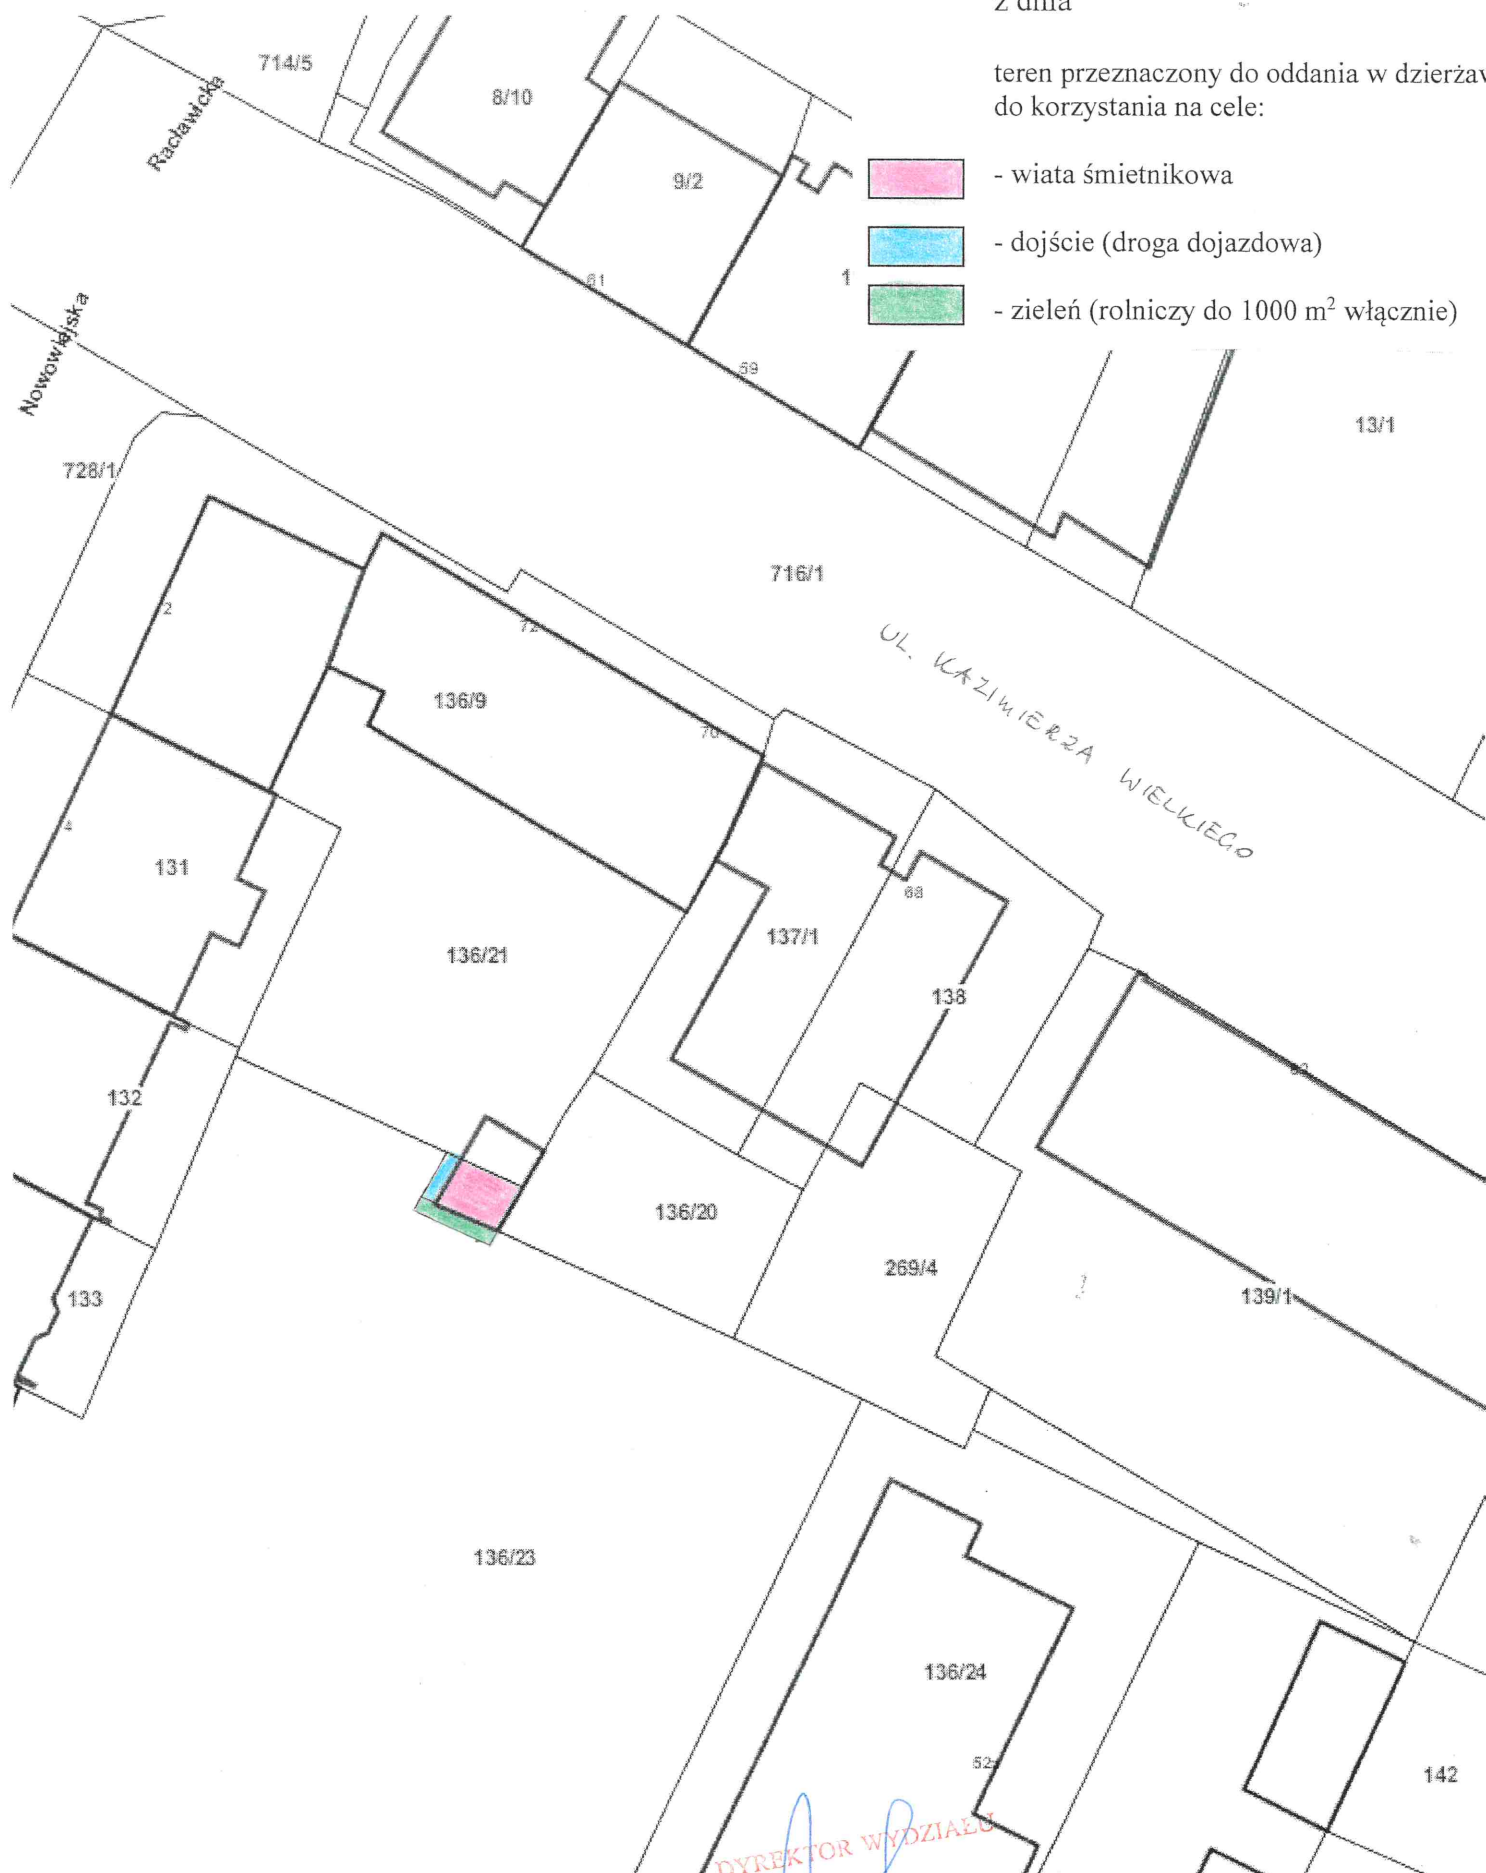 z dnia
teren przeznaczony do oddania w dzierżaw
do korzystania na cele:
- wiata śmietnikowa
- dojście (droga dojazdowa)
- zieleń (rolniczy do 1000 m² włącznie)
714/5
Racławicka
8/10
9/2
61
1
59
Nowowiejska
13/1
728/1
716/1
UL. KAZIMIERZA WIELKIEGO
2
72
136/9
70
4
131
68
137/1
136/21
138
132
136/20
269/4
133
139/1
136/23
136/24
52
142
DYREKTOR WYDZIAŁU